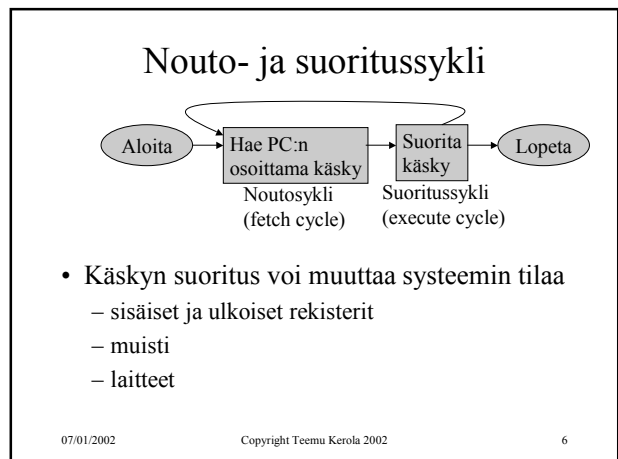 Nouto- ja suoritussykli
Aloita
Hae PC:n
osoittama käsky
Suorita
käsky
Lopeta
Noutosykli
(fetch cycle)
Suoritussykli
(execute cycle)
• Käskyn suoritus voi muuttaa systeemin tilaa
– sisäiset ja ulkoiset rekisterit
– muisti
– laitteet
07/01/2002
Copyright Teemu Kerola 2002
6